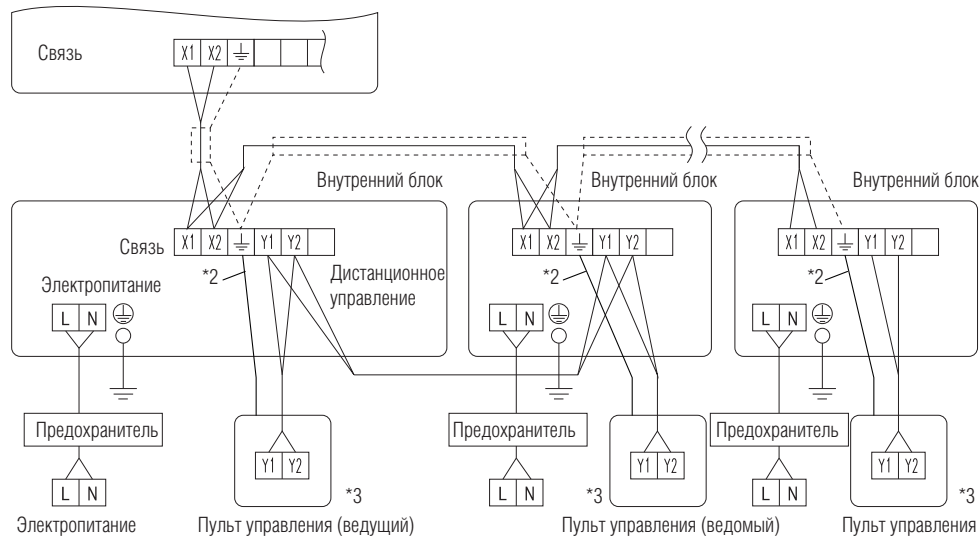 Связь
X1 X2
Внутренний блок
Внутренний блок
Внутренний блок
Связь
X1 X2 Y1 Y2
X1 X2 Y1 Y2
X1 X2 Y1 Y2
*2
*2
*2
Дистанционное
управление
Электропитание
L N
L N
L N
Предохранитель
Предохранитель
Предохранитель
Y1 Y2
Y1 Y2
Y1 Y2
L N
L N
L N
*3
*3
*3
Электропитание
Пульт управления (ведущий)
Пульт управления (ведомый)
Пульт управления